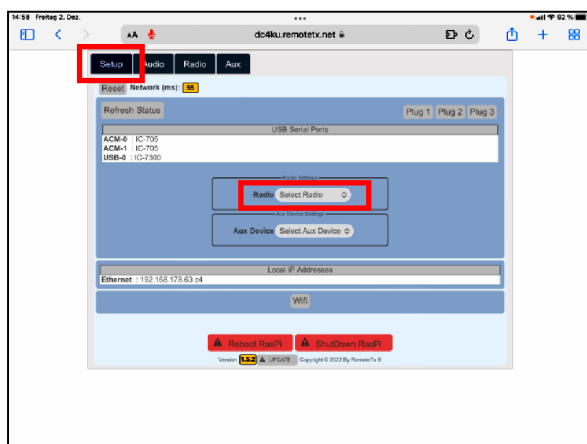 14:58 Freitag 2. Dez.
92 %
AA
dc4ku.remotetx.net
Setup Audio Radio Aux
Reset Network (ms): 55
Refresh Status
Plug 1 Plug 2 Plug 3
USB Serial Ports
ACM-0 : IC-705
ACM-1 : IC-705
USB-0 : IC-7300
Radio Settings
Radio Select Radio
Aux Device Settings
Aux Device Select Aux Device
Local IP Addresses
Ethernet : 192.168.178.63 c4
Wifi
Reboot RasPi ShutDown RasPi
Version: 1.5.2 UPDATE Copyright © 2022 By RemoteTx ®